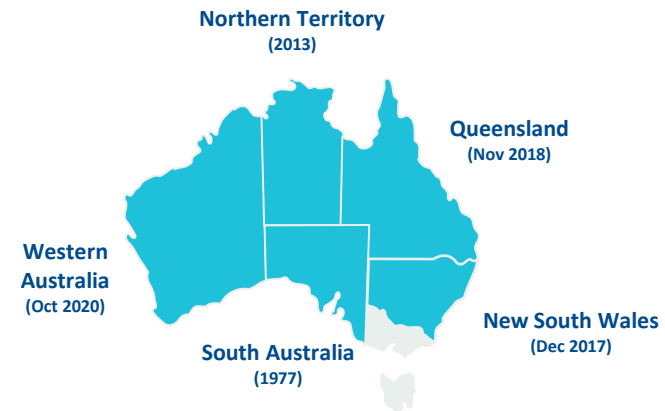 Northern Territory
(2013)
Queensland
(Nov 2018)
Western
Australia
(Oct 2020)
New South Wales
(Dec 2017)
South Australia
(1977)